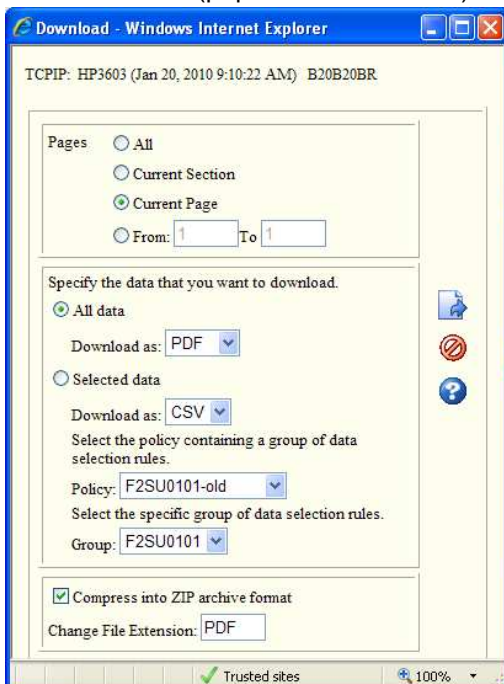 Download - Windows Internet Explorer
TCPIP: HP3603 (Jan 20, 2010 9:10:22 AM) B20B20BR
Pages All
Current Section
Current Page
From: 1 To 1
Specify the data that you want to download.
All data
Download as: PDF
Selected data
Download as: CSV
Select the policy containing a group of data
selection rules.
Policy: F2SU0101-old
Select the specific group of data selection rules.
Group: F2SU0101
Compress into ZIP archive format
Change File Extension: PDF
Trusted sites 100%